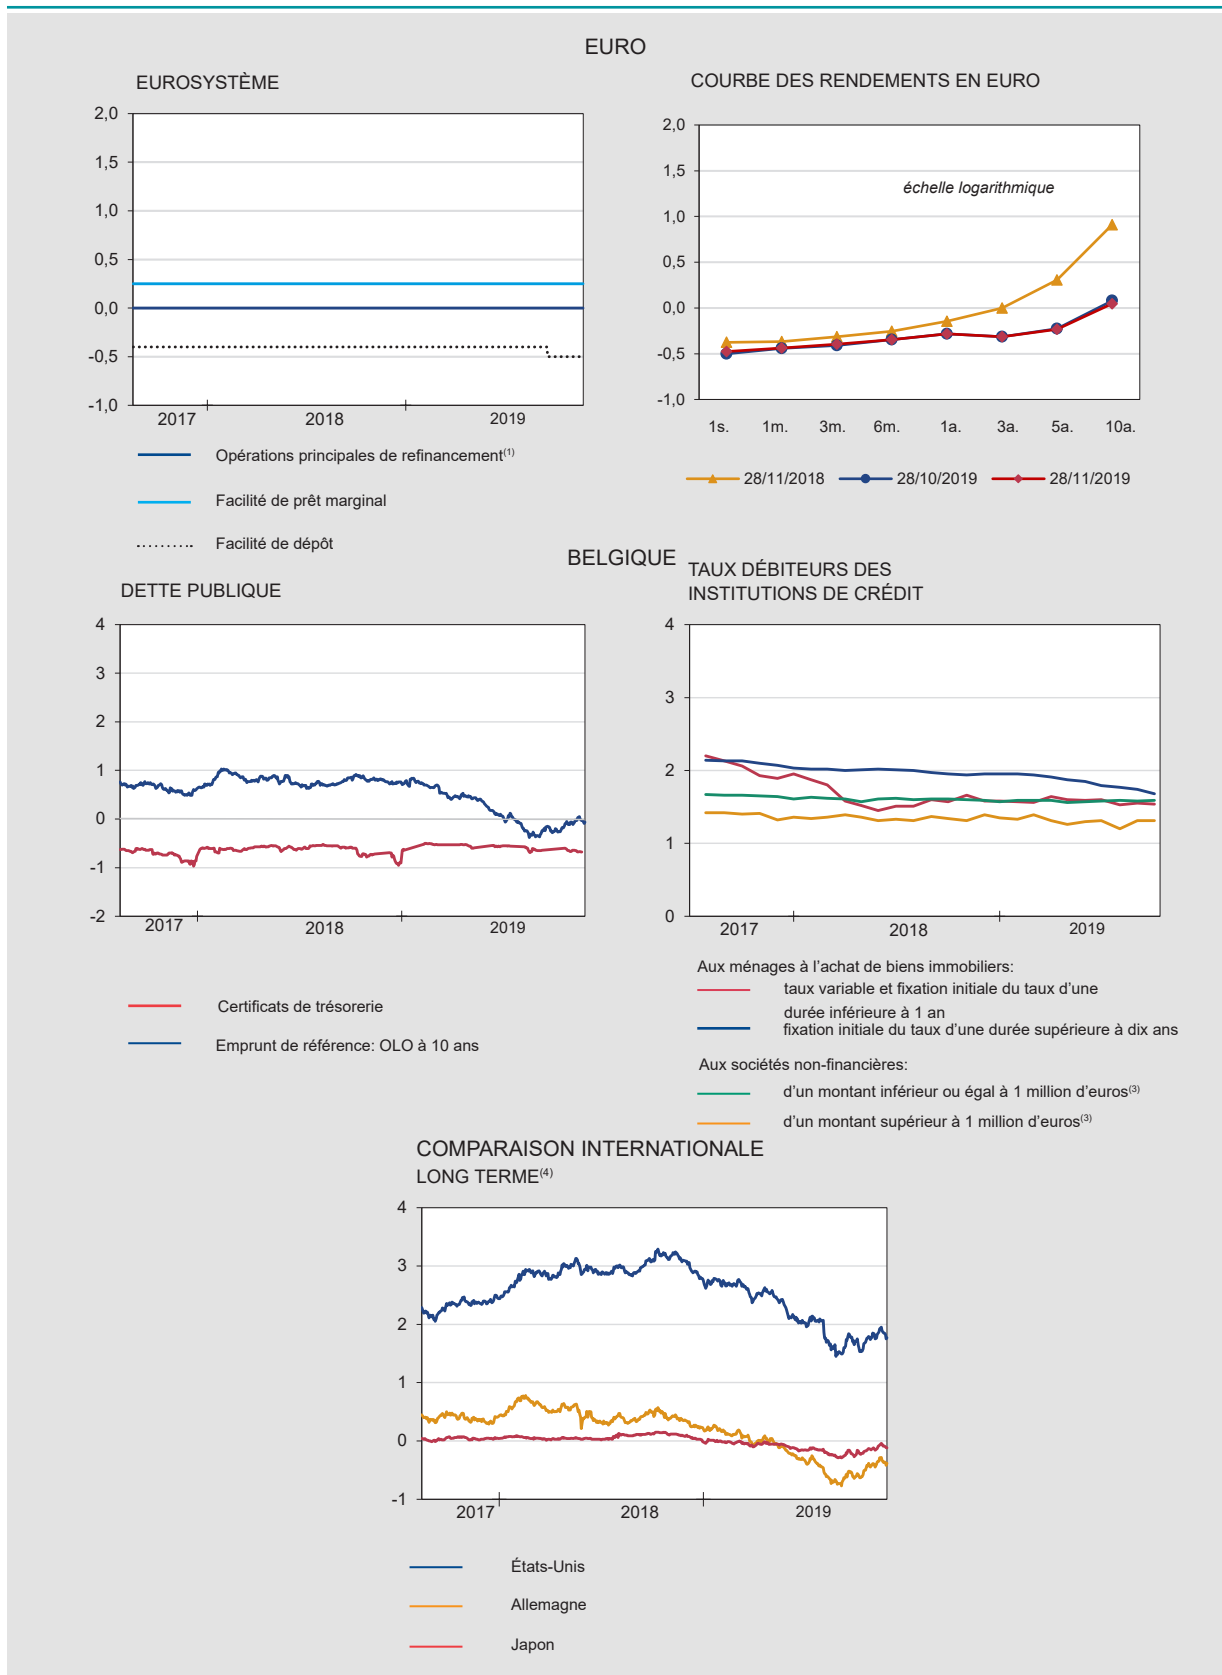 EURO
EUROSYSTÈME
2,0
1,5
1,0
0,5
0,0
-0,5
-1,0
2017 2018 2019
Opérations principales de refinancement(1)
Facilité de prêt marginal
Facilité de dépôt
COURBE DES RENDEMENTS EN EURO
2,0
1,5
1,0
0,5
0,0
-0,5
-1,0
échelle logarithmique
1s. 1m. 3m. 6m. 1a. 3a. 5a. 10a.
28/11/2018 28/10/2019 28/11/2019
BELGIQUE
DETTE PUBLIQUE
4
3
2
1
0
-1
-2
2017 2018 2019
Certificats de trésorerie
Emprunt de référence: OLO à 10 ans
TAUX DÉBITEURS DES
INSTITUTIONS DE CRÉDIT
4
3
2
1
0
2017 2018 2019
Aux ménages à l’achat de biens immobiliers:
taux variable et fixation initiale du taux d’une
durée inférieure à 1 an
fixation initiale du taux d’une durée supérieure à dix ans
Aux sociétés non-financières:
d’un montant inférieur ou égal à 1 million d’euros(3)
d’un montant supérieur à 1 million d’euros(3)
COMPARAISON INTERNATIONALE
LONG TERME(4)
4
3
2
1
0
-1
2017 2018 2019
États-Unis
Allemagne
Japon